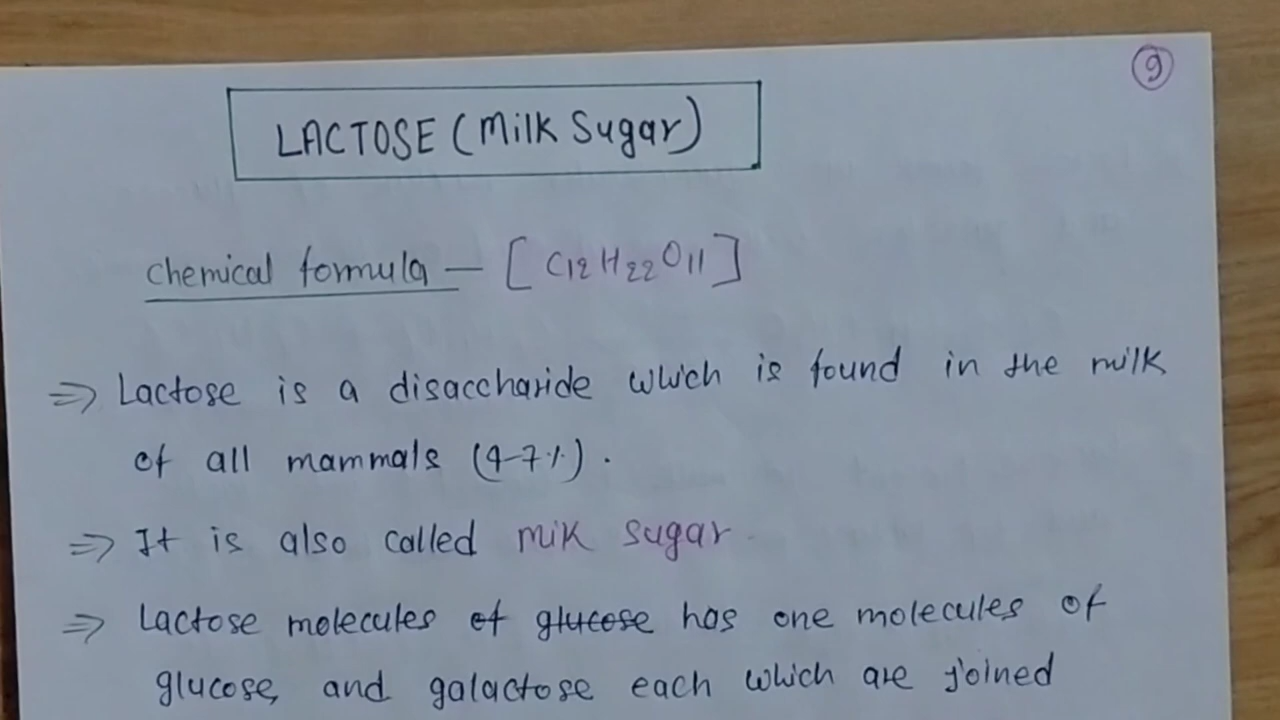 9
LACTOSE (Milk Sugar)
chemical formula — [C12H22O11]
⇒ Lactose is a disaccharide which is found in the milk
of all mammals (4-7%).
⇒ It is also called mik sugar
⇒ Lactose molecules of glucose has one molecules of
glucose, and galactose each which are joined